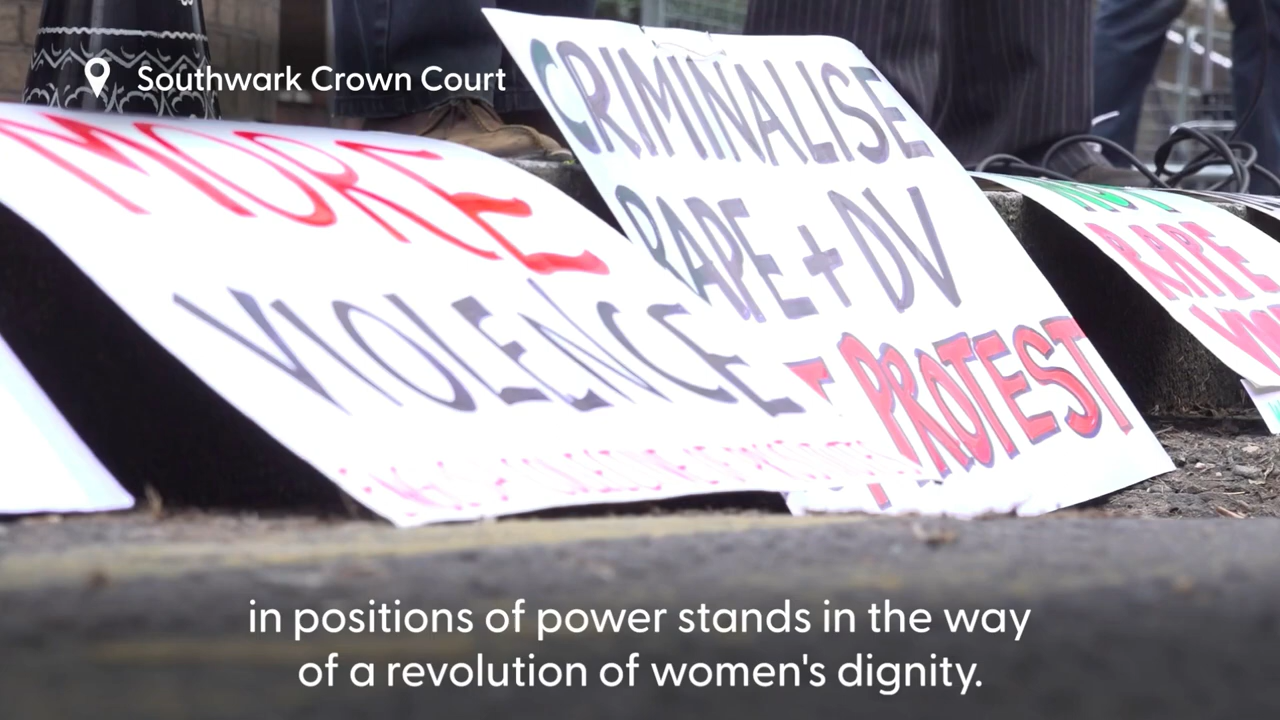 Southwark Crown Court
MORE
VIOLENCE
CRIMINALISE
RAPE + DV
PROTEST
NOT
RAPE
in positions of power stands in the way
of a revolution of women's dignity.